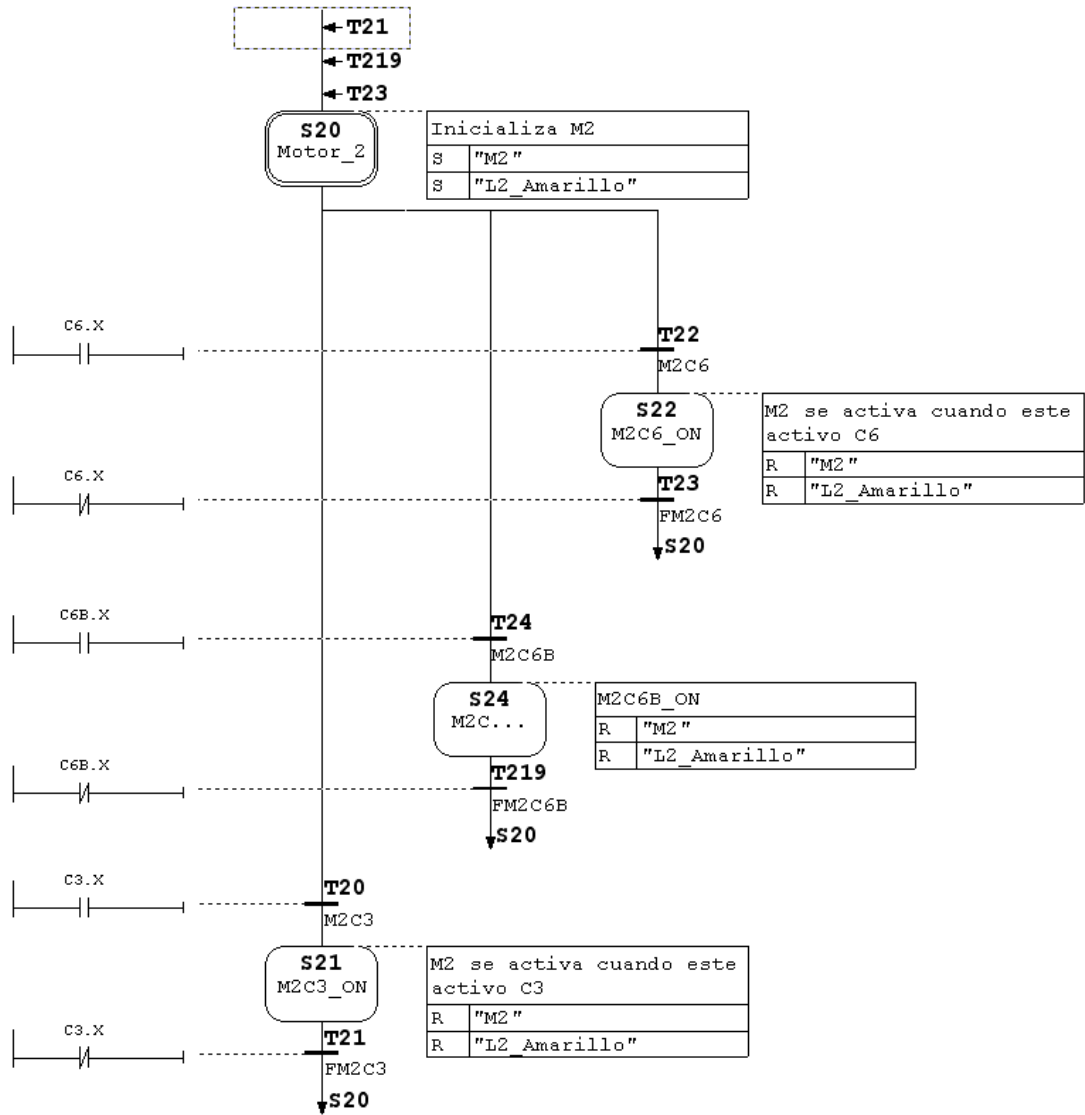 T21
T219
T23
S20
Motor_2
Inicializa M2
S "M2"
S "L2_Amarillo"
C6.X
T22
M2C6
S22
M2C6_ON
M2 se activa cuando este
activo C6
R "M2"
R "L2_Amarillo"
C6.X
T23
FM2C6
S20
C6B.X
T24
M2C6B
S24
M2C...
M2C6B_ON
R "M2"
R "L2_Amarillo"
C6B.X
T219
FM2C6B
S20
C3.X
T20
M2C3
S21
M2C3_ON
M2 se activa cuando este
activo C3
R "M2"
R "L2_Amarillo"
C3.X
T21
FM2C3
S20